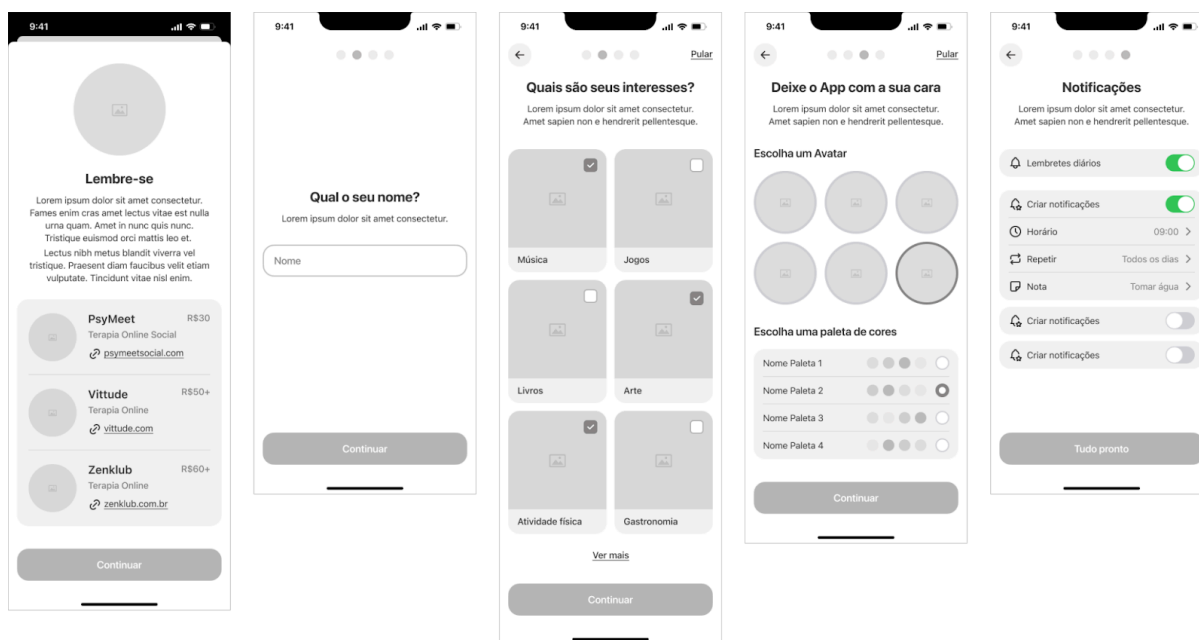 9:41
Lembre-se
Lorem ipsum dolor sit amet consectetur.
Fames enim cras amet lectus vitae est nulla
urna quam. Amet in nunc quis nunc.
Tristique euismod orci mattis leo et.
Lectus nibh metus blandit viverra vel
tristique. Praesent diam faucibus velit etiam
vulputate. Tincidunt vitae nisl enim.
PsyMeet R$30
Terapia Online Social
psymeetsocial.com
Vittude R$50+
Terapia Online
vittude.com
Zenklub R$60+
Terapia Online
zenklub.com.br
Continuar
9:41
Qual o seu nome?
Lorem ipsum dolor sit amet consectetur.
Nome
Continuar
9:41
Pular
Quais são seus interesses?
Lorem ipsum dolor sit amet consectetur.
Amet sapien non e hendrerit pellentesque.
Música Jogos
Livros Arte
Atividade física Gastronomia
Ver mais
Continuar
9:41
Pular
Deixe o App com a sua cara
Lorem ipsum dolor sit amet consectetur.
Amet sapien non e hendrerit pellentesque.
Escolha um Avatar
Escolha uma paleta de cores
Nome Paleta 1
Nome Paleta 2
Nome Paleta 3
Nome Paleta 4
Continuar
9:41
Notificações
Lorem ipsum dolor sit amet consectetur.
Amet sapien non e hendrerit pellentesque.
Lembretes diários
Criar notificações
Horário 09:00
Repetir Todos os dias
Nota Tomar água
Criar notificações
Criar notificações
Tudo pronto